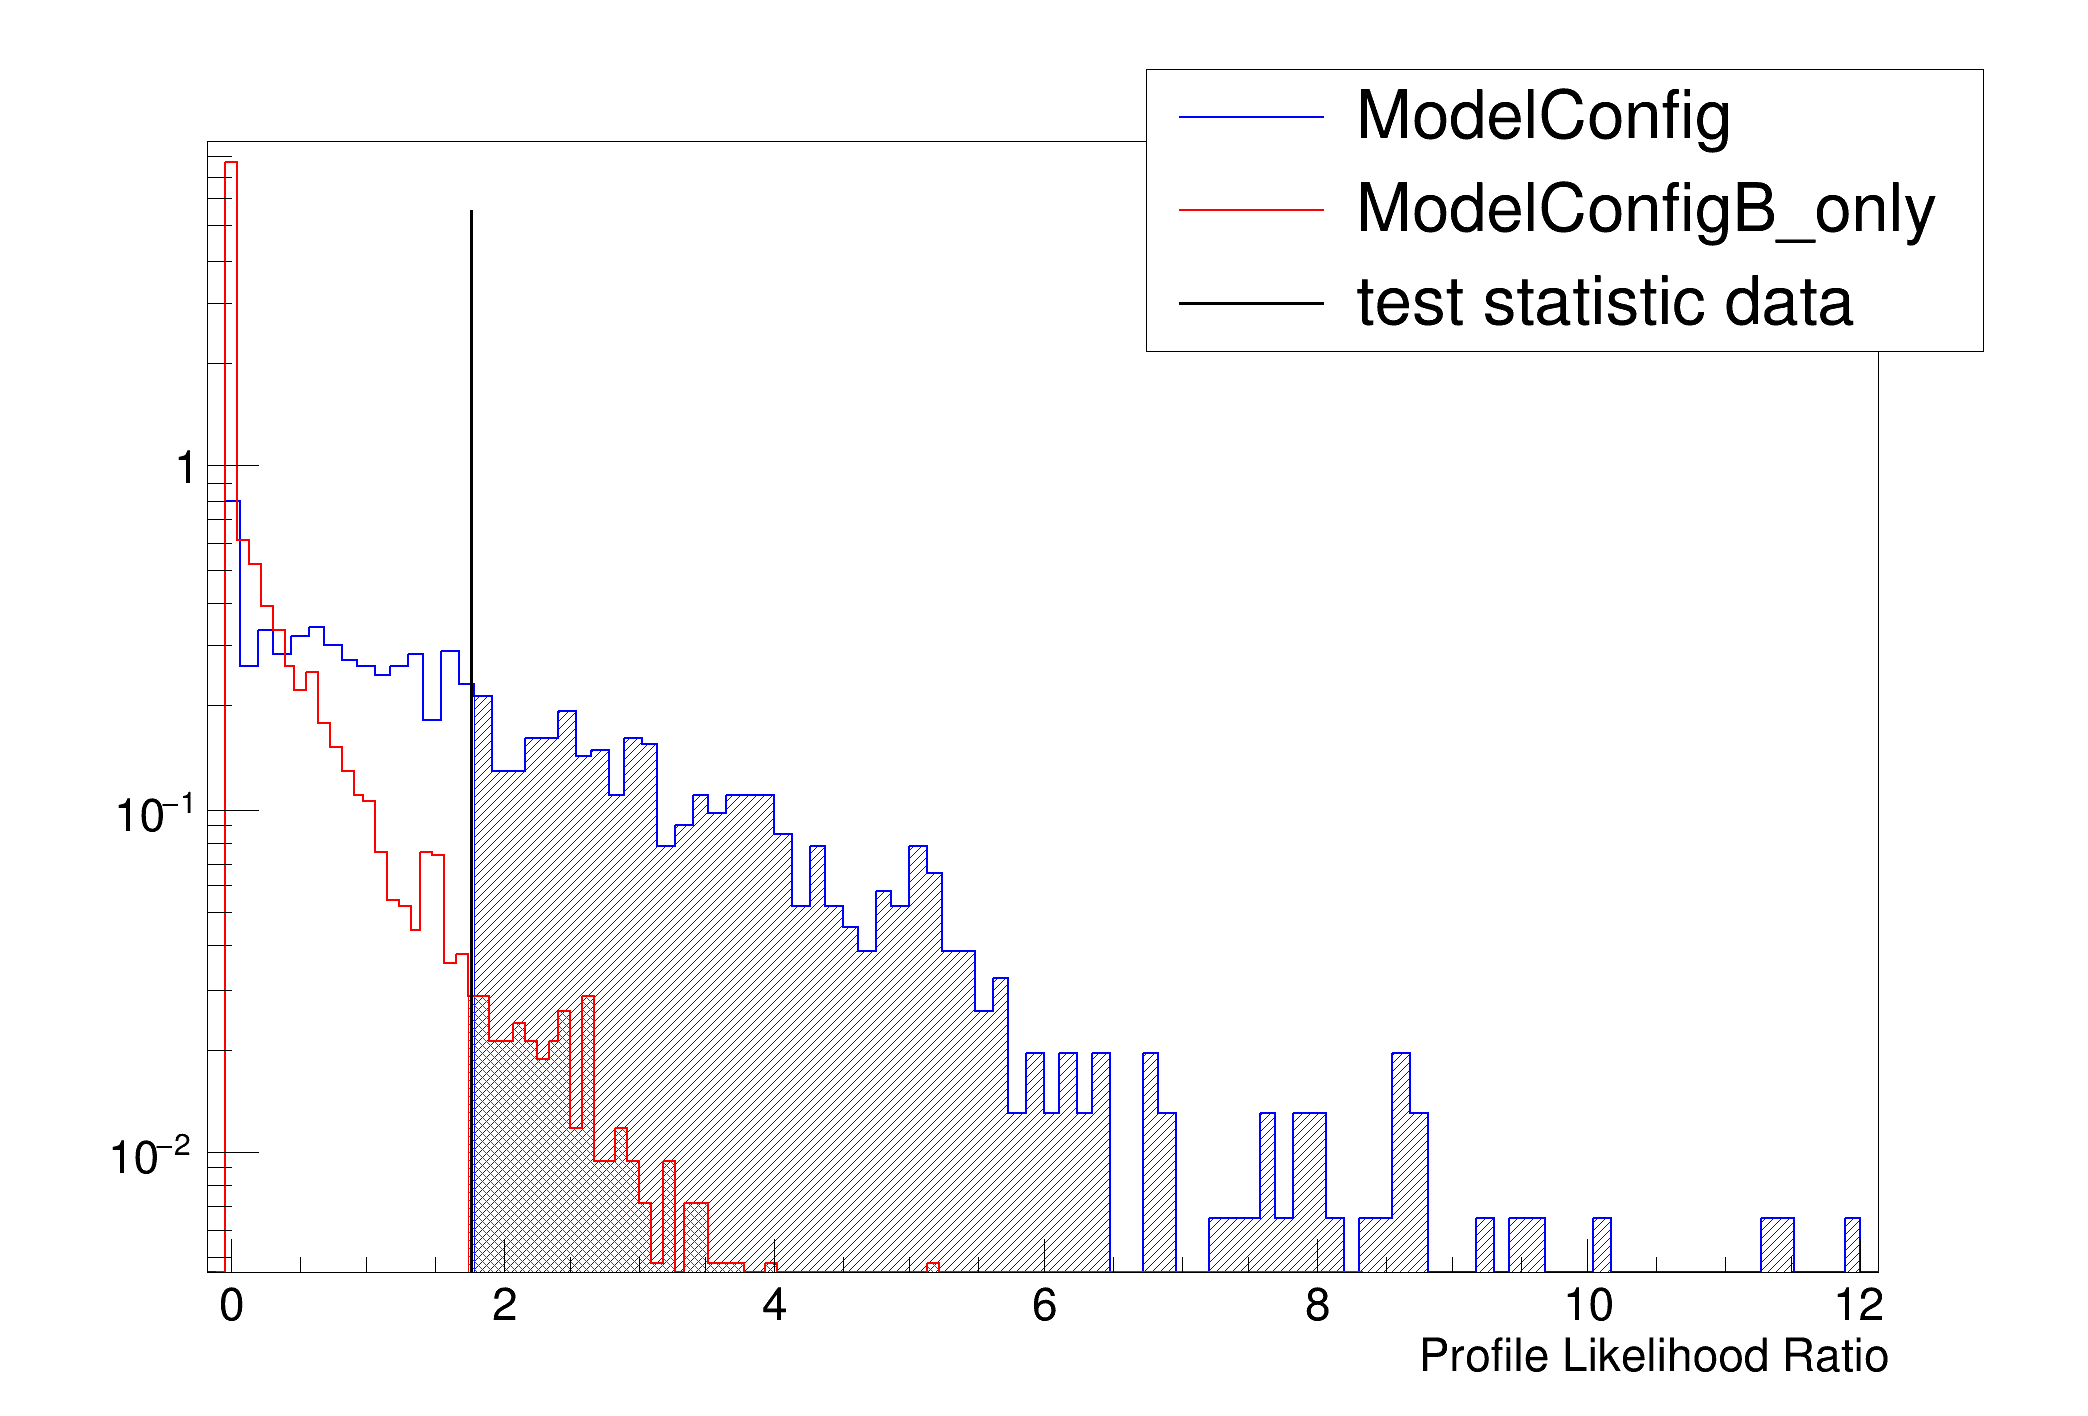 ModelConfig
ModelConfigB_only
test statistic data
1
10⁻¹
10⁻²
0 2 4 6 8 10 12
Profile Likelihood Ratio